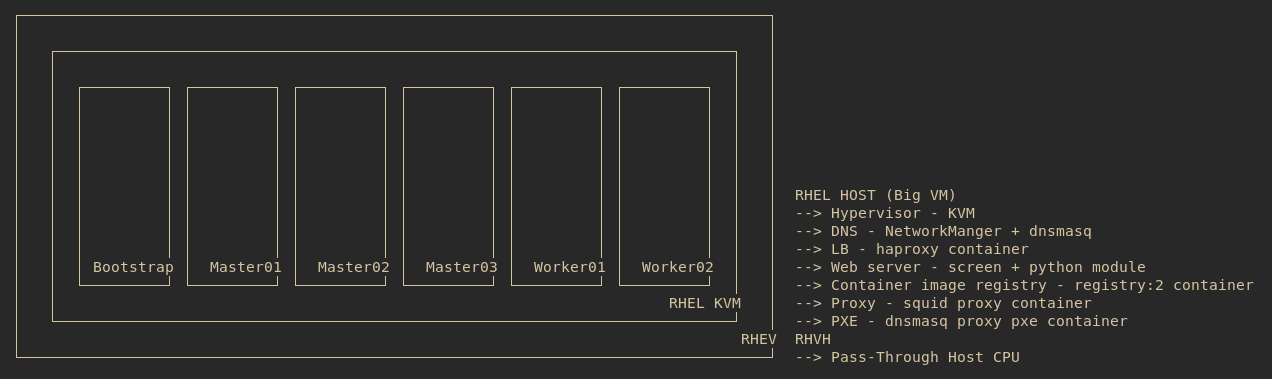 RHEL HOST (Big VM)
--> Hypervisor - KVM
--> DNS - NetworkManger + dnsmasq
--> LB - haproxy container
Bootstrap Master01 Master02 Master03 Worker01 Worker02 --> Web server - screen + python module
--> Container image registry - registry:2 container
RHEL KVM --> Proxy - squid proxy container
--> PXE - dnsmasq proxy pxe container
RHEV RHVH
--> Pass-Through Host CPU